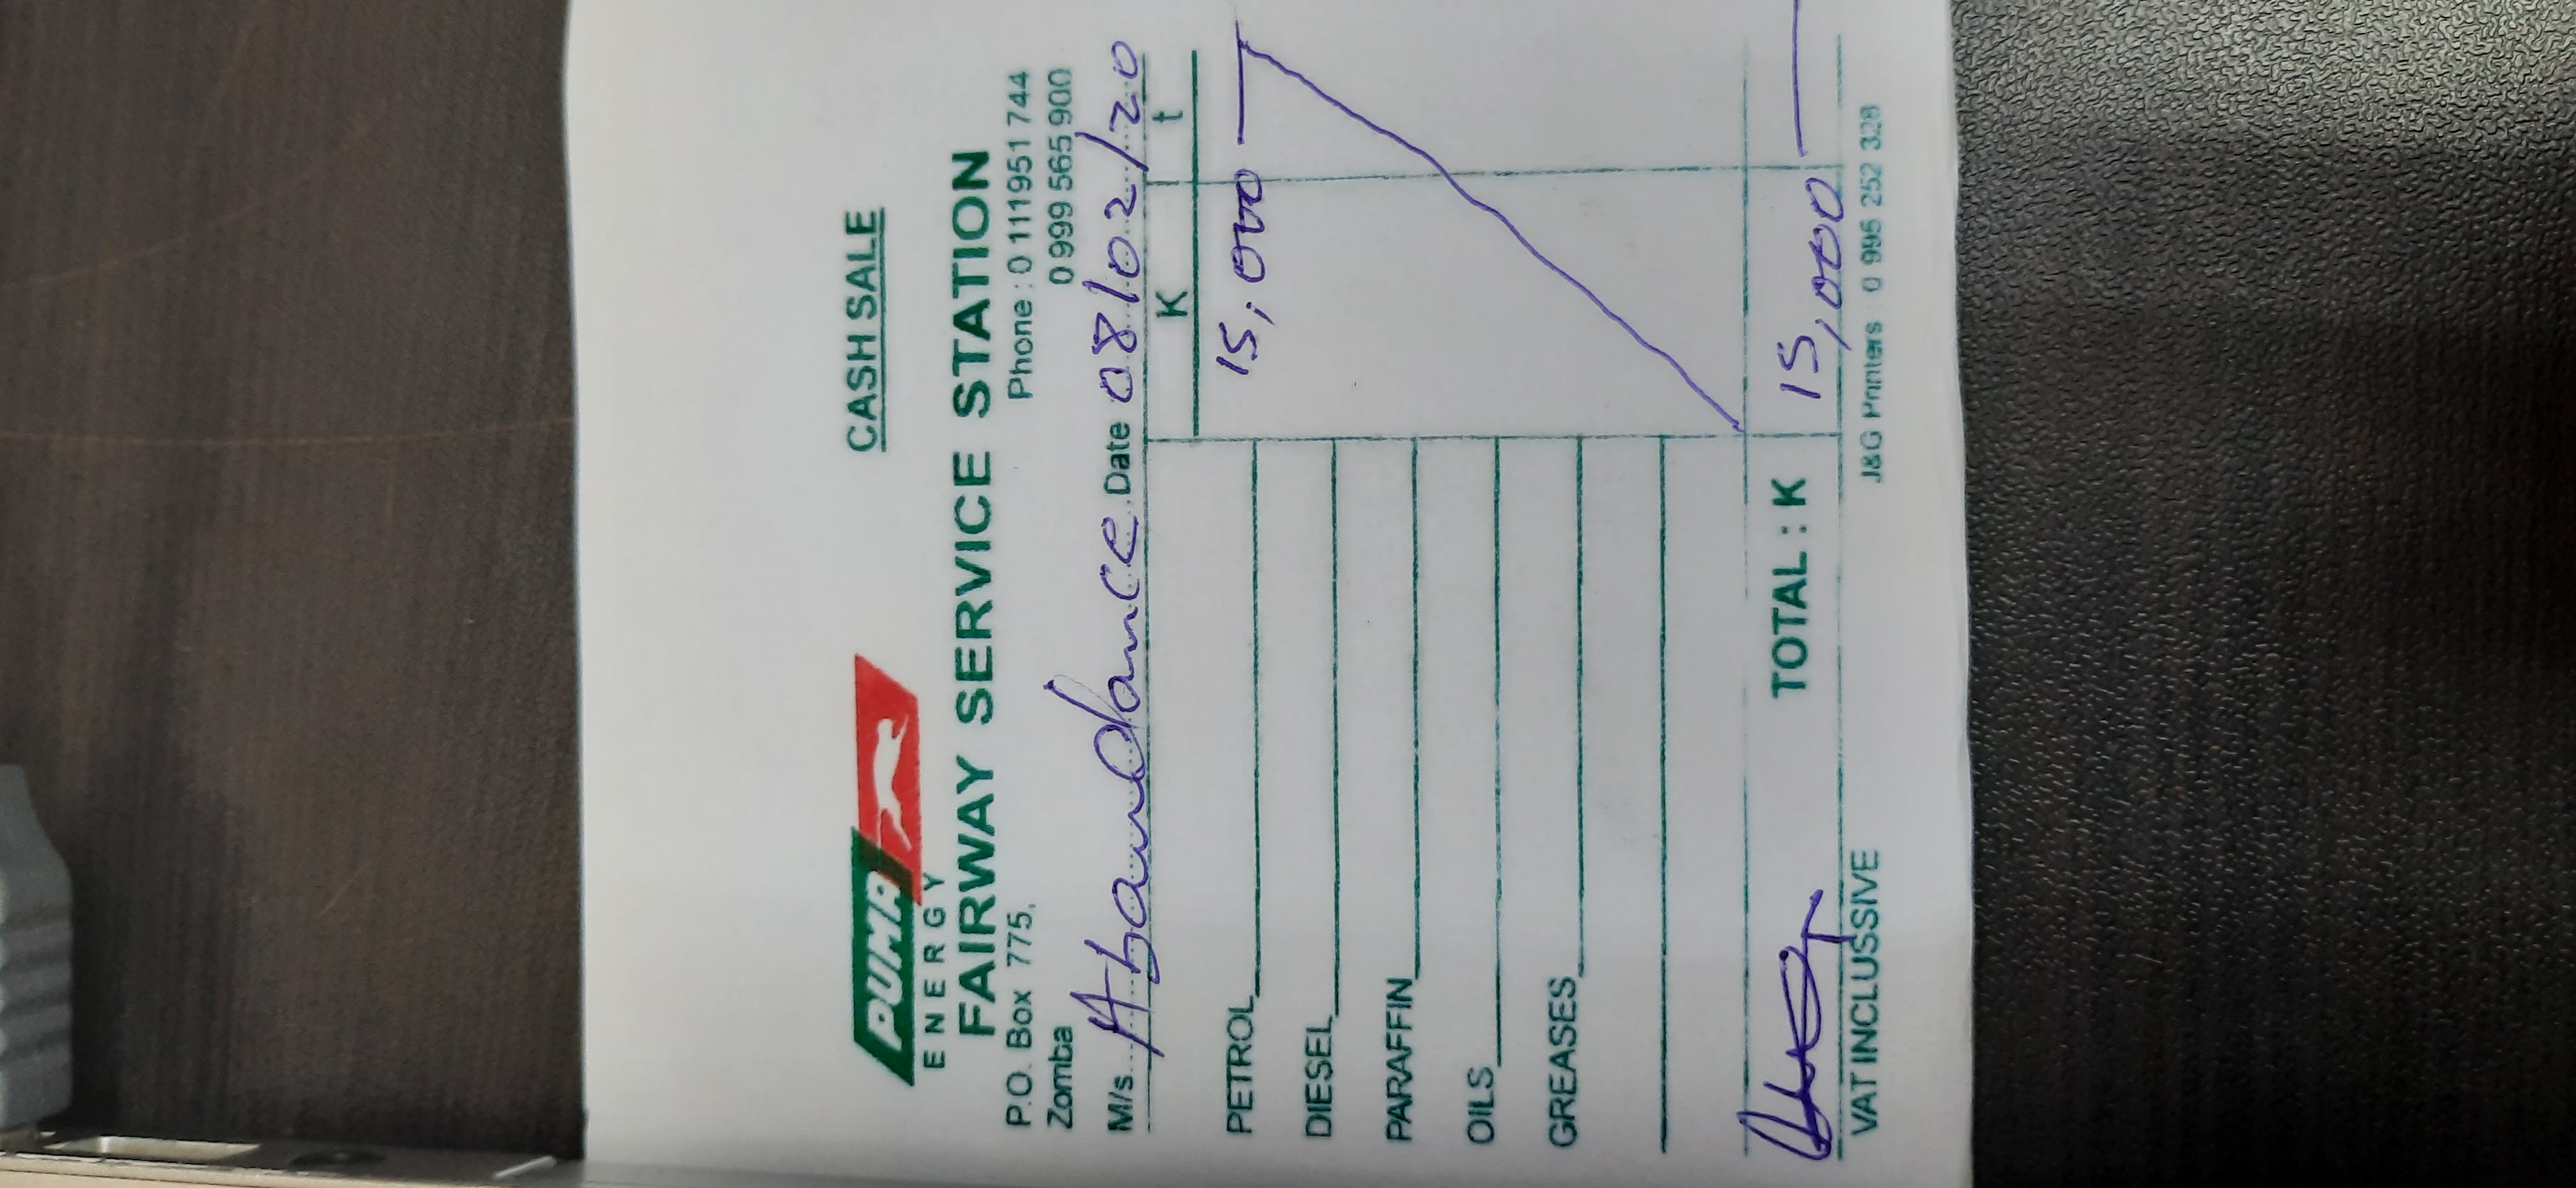 CASH SALE
PUMA
ENERGY
FAIRWAY SERVICE STATION
P.O. Box 775, Phone : 0 111 951 744
Zomba 0 999 565 900
M/s. Abaundance Date 08/02/20
K t
PETROL 15,000
DIESEL
PARAFFIN
OILS
GREASES
TOTAL : K 15,000
VAT INCLUSSIVE J&G Printers 0 995 252 328